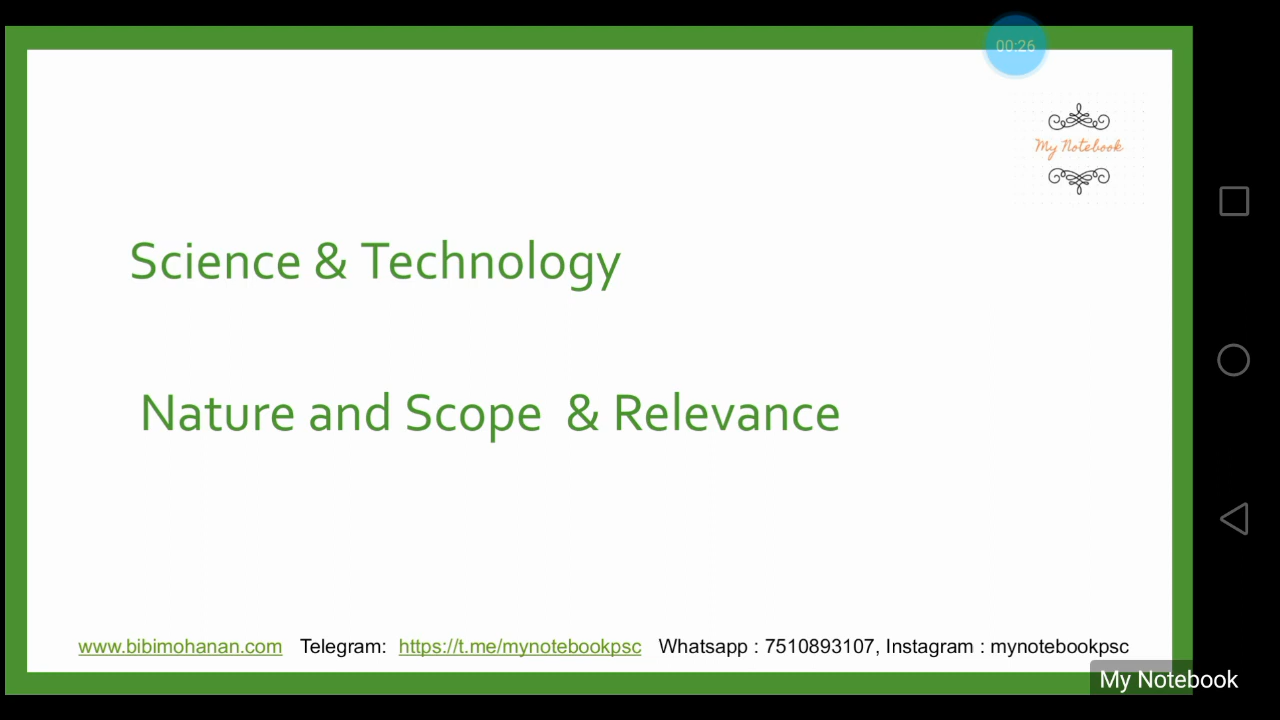 00:26
My Notebook
Science & Technology
Nature and Scope & Relevance
www.bibimohanan.com Telegram: https://t.me/mynotebookpsc Whatsapp : 7510893107, Instagram : mynotebookpsc
My Notebook